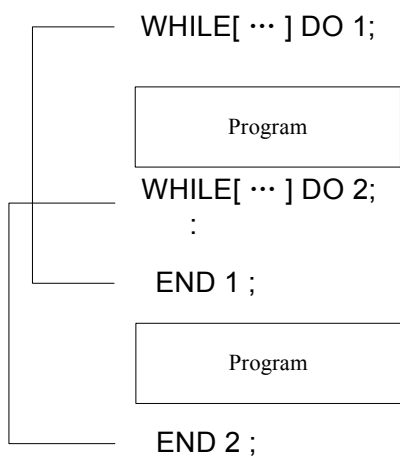 WHILE[ ··· ] DO 1;
Program
WHILE[ ··· ] DO 2;
:
END 1 ;
Program
END 2 ;